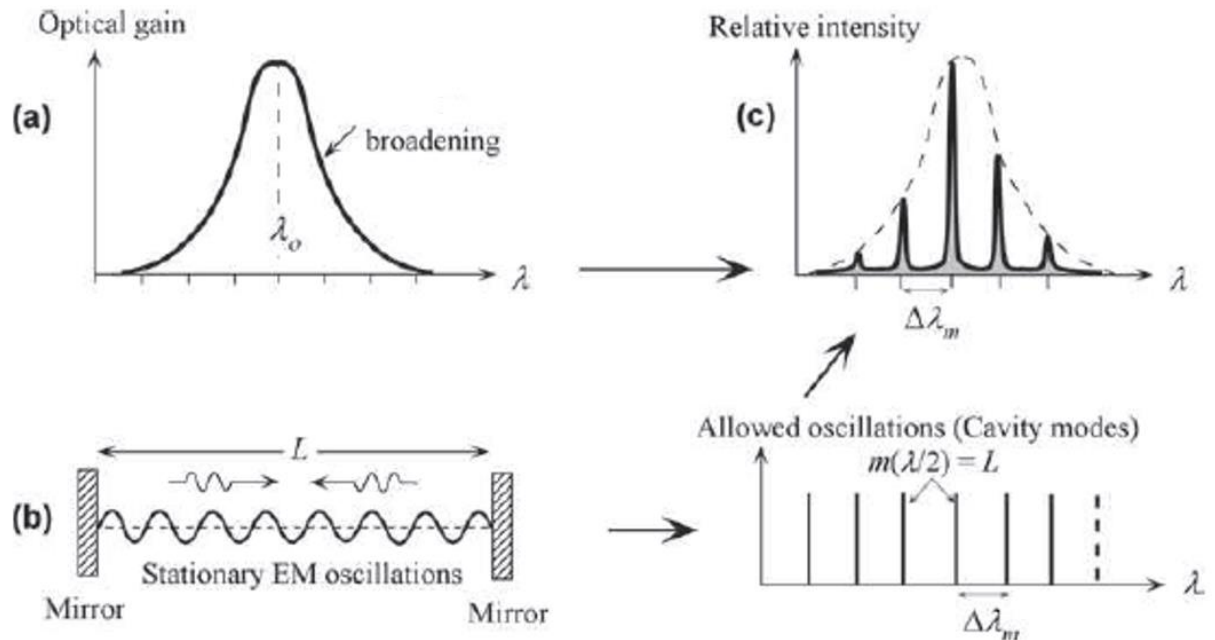 Optical gain
(a)
broadening
λₒ
λ
Relative intensity
(c)
λ
Δλₘ
L
(b)
Stationary EM oscillations
Mirror
Mirror
Allowed oscillations (Cavity modes)
m(λ/2) = L
λ
Δλₘ